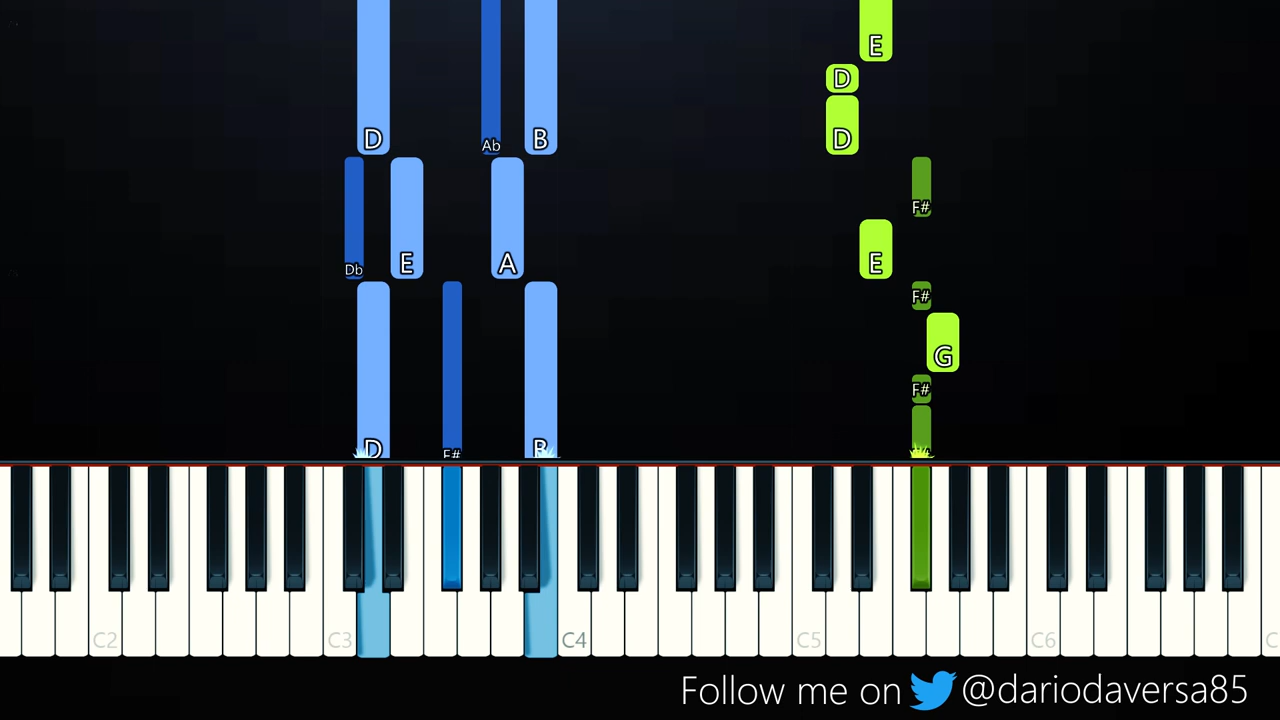 E
D
D Ab B D
F#
Db E A E
F#
G
F#
D F# B
C2 C3 C4 C5 C6 C
Follow me on @dariodaversa85